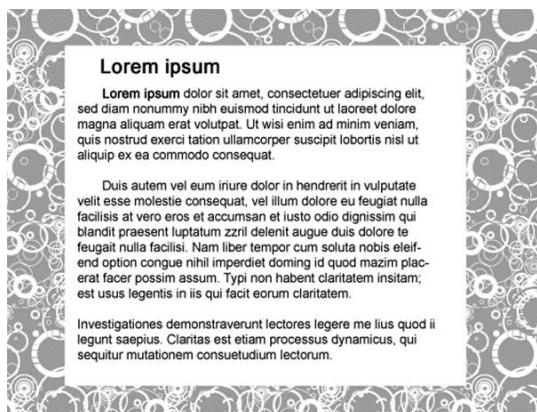 Lorem ipsum
Lorem ipsum dolor sit amet, consectetuer adipiscing elit,
sed diam nonummy nibh euismod tincidunt ut laoreet dolore
magna aliquam erat volutpat. Ut wisi enim ad minim veniam,
quis nostrud exerci tation ullamcorper suscipit lobortis nisl ut
aliquip ex ea commodo consequat.
Duis autem vel eum iriure dolor in hendrerit in vulputate
velit esse molestie consequat, vel illum dolore eu feugiat nulla
facilisis at vero eros et accumsan et iusto odio dignissim qui
blandit praesent luptatum zzril delenit augue duis dolore te
feugait nulla facilisi. Nam liber tempor cum soluta nobis eleif-
end option congue nihil imperdiet doming id quod mazim plac-
erat facer possim assum. Typi non habent claritatem insitam;
est usus legentis in iis qui facit eorum claritatem.
Investigationes demonstraverunt lectores legere me lius quod ii
legunt saepius. Claritas est etiam processus dynamicus, qui
sequitur mutationem consuetudium lectorum.